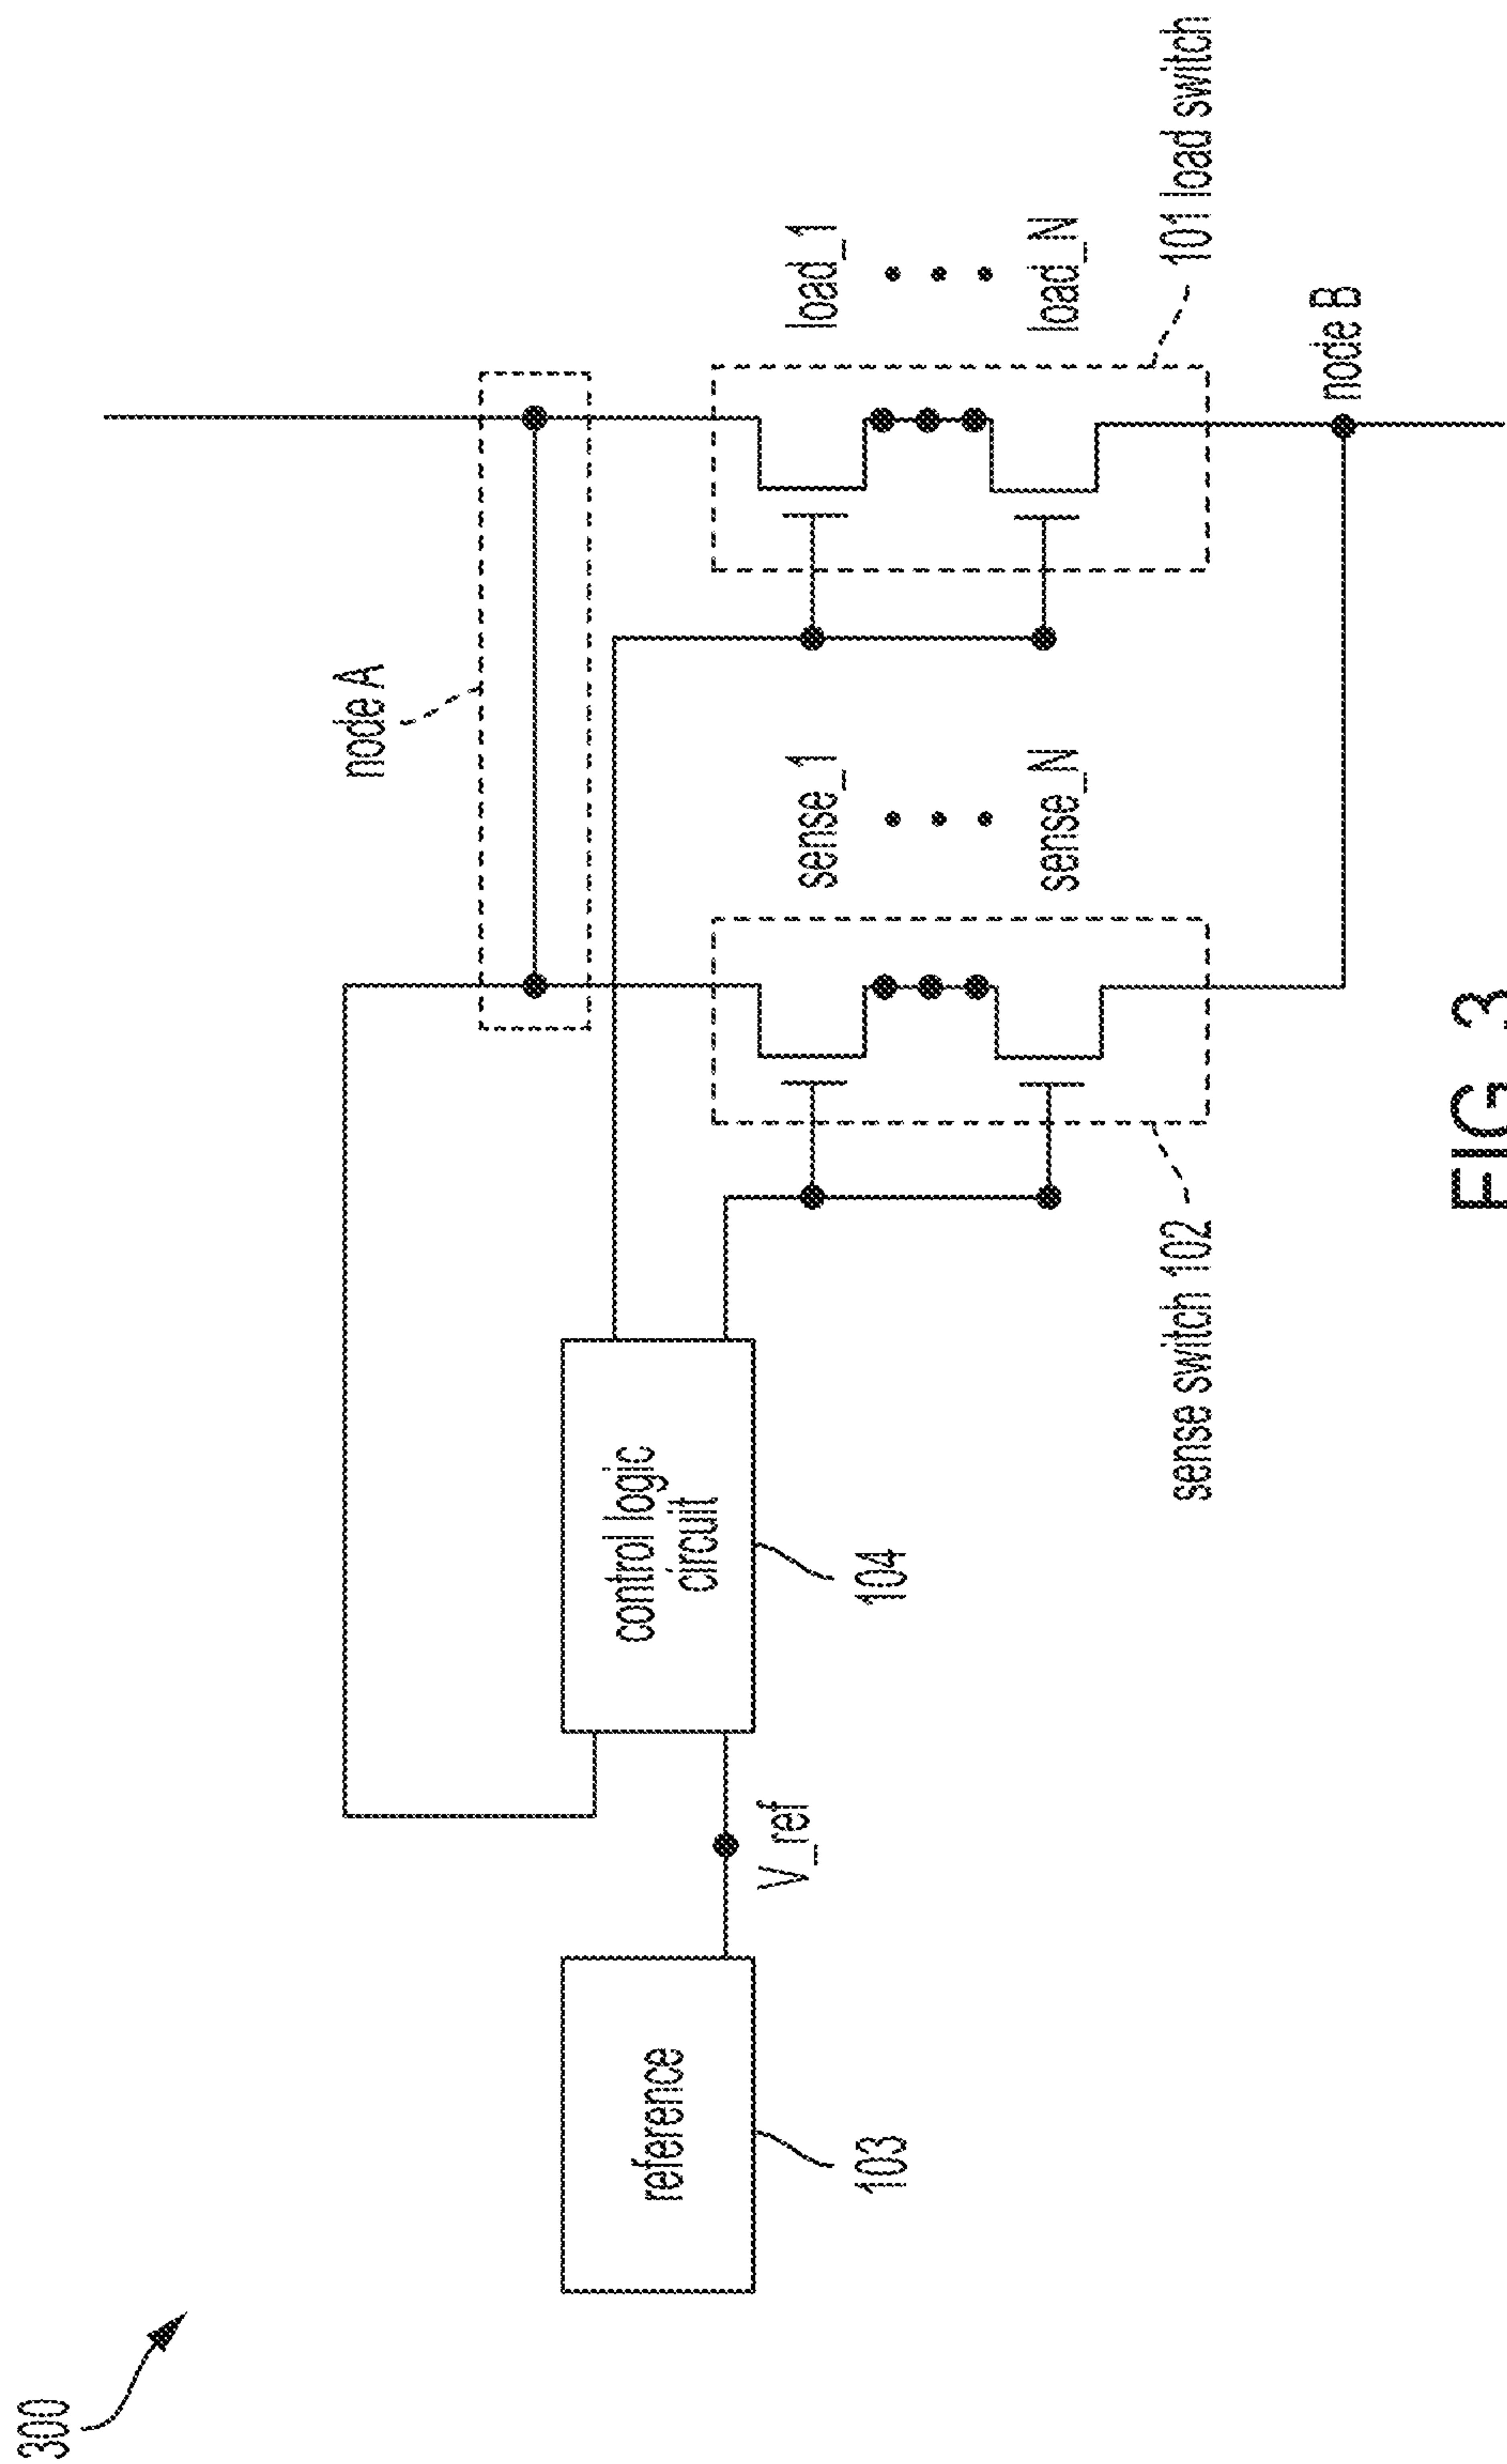 300
node A
load_1
load_N
sense_1
sense_N
101 load switch
node B
control logic
circuit
104
sense switch 102
reference
103
V_ref
FIG. 3